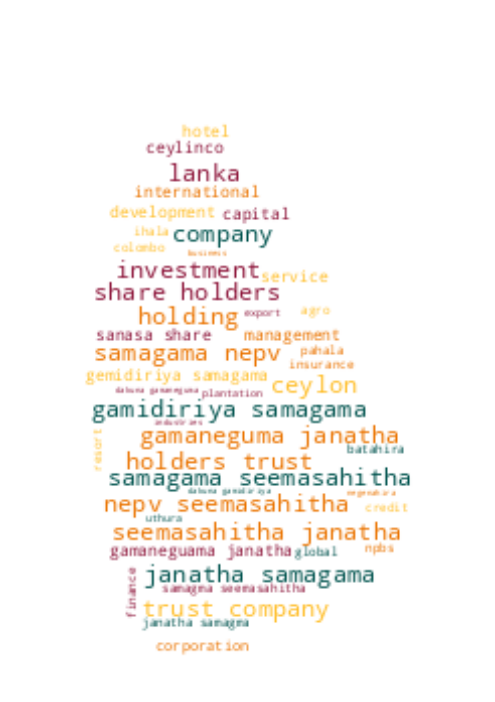 hotel
ceylinco
lanka
international
development capital
ihala company
colombo
business
investment service
share holders
holding export agro
sanasa share management
samagama nepv pahala
insurance
gemidiriya samagama ceylon
dakuna gamaneguma plantation
gamidiriya samagama
industries
gamaneguma janatha
resort
batahira
holders trust
samagama seemasahitha
dakuna gamidiriya
nepv seemasahitha credit
uthura
seemasahitha janatha
gamaneguama janatha global npbs
janatha samagama
finance
samagma seemasahitha
trust company
janatha samagma
corporation